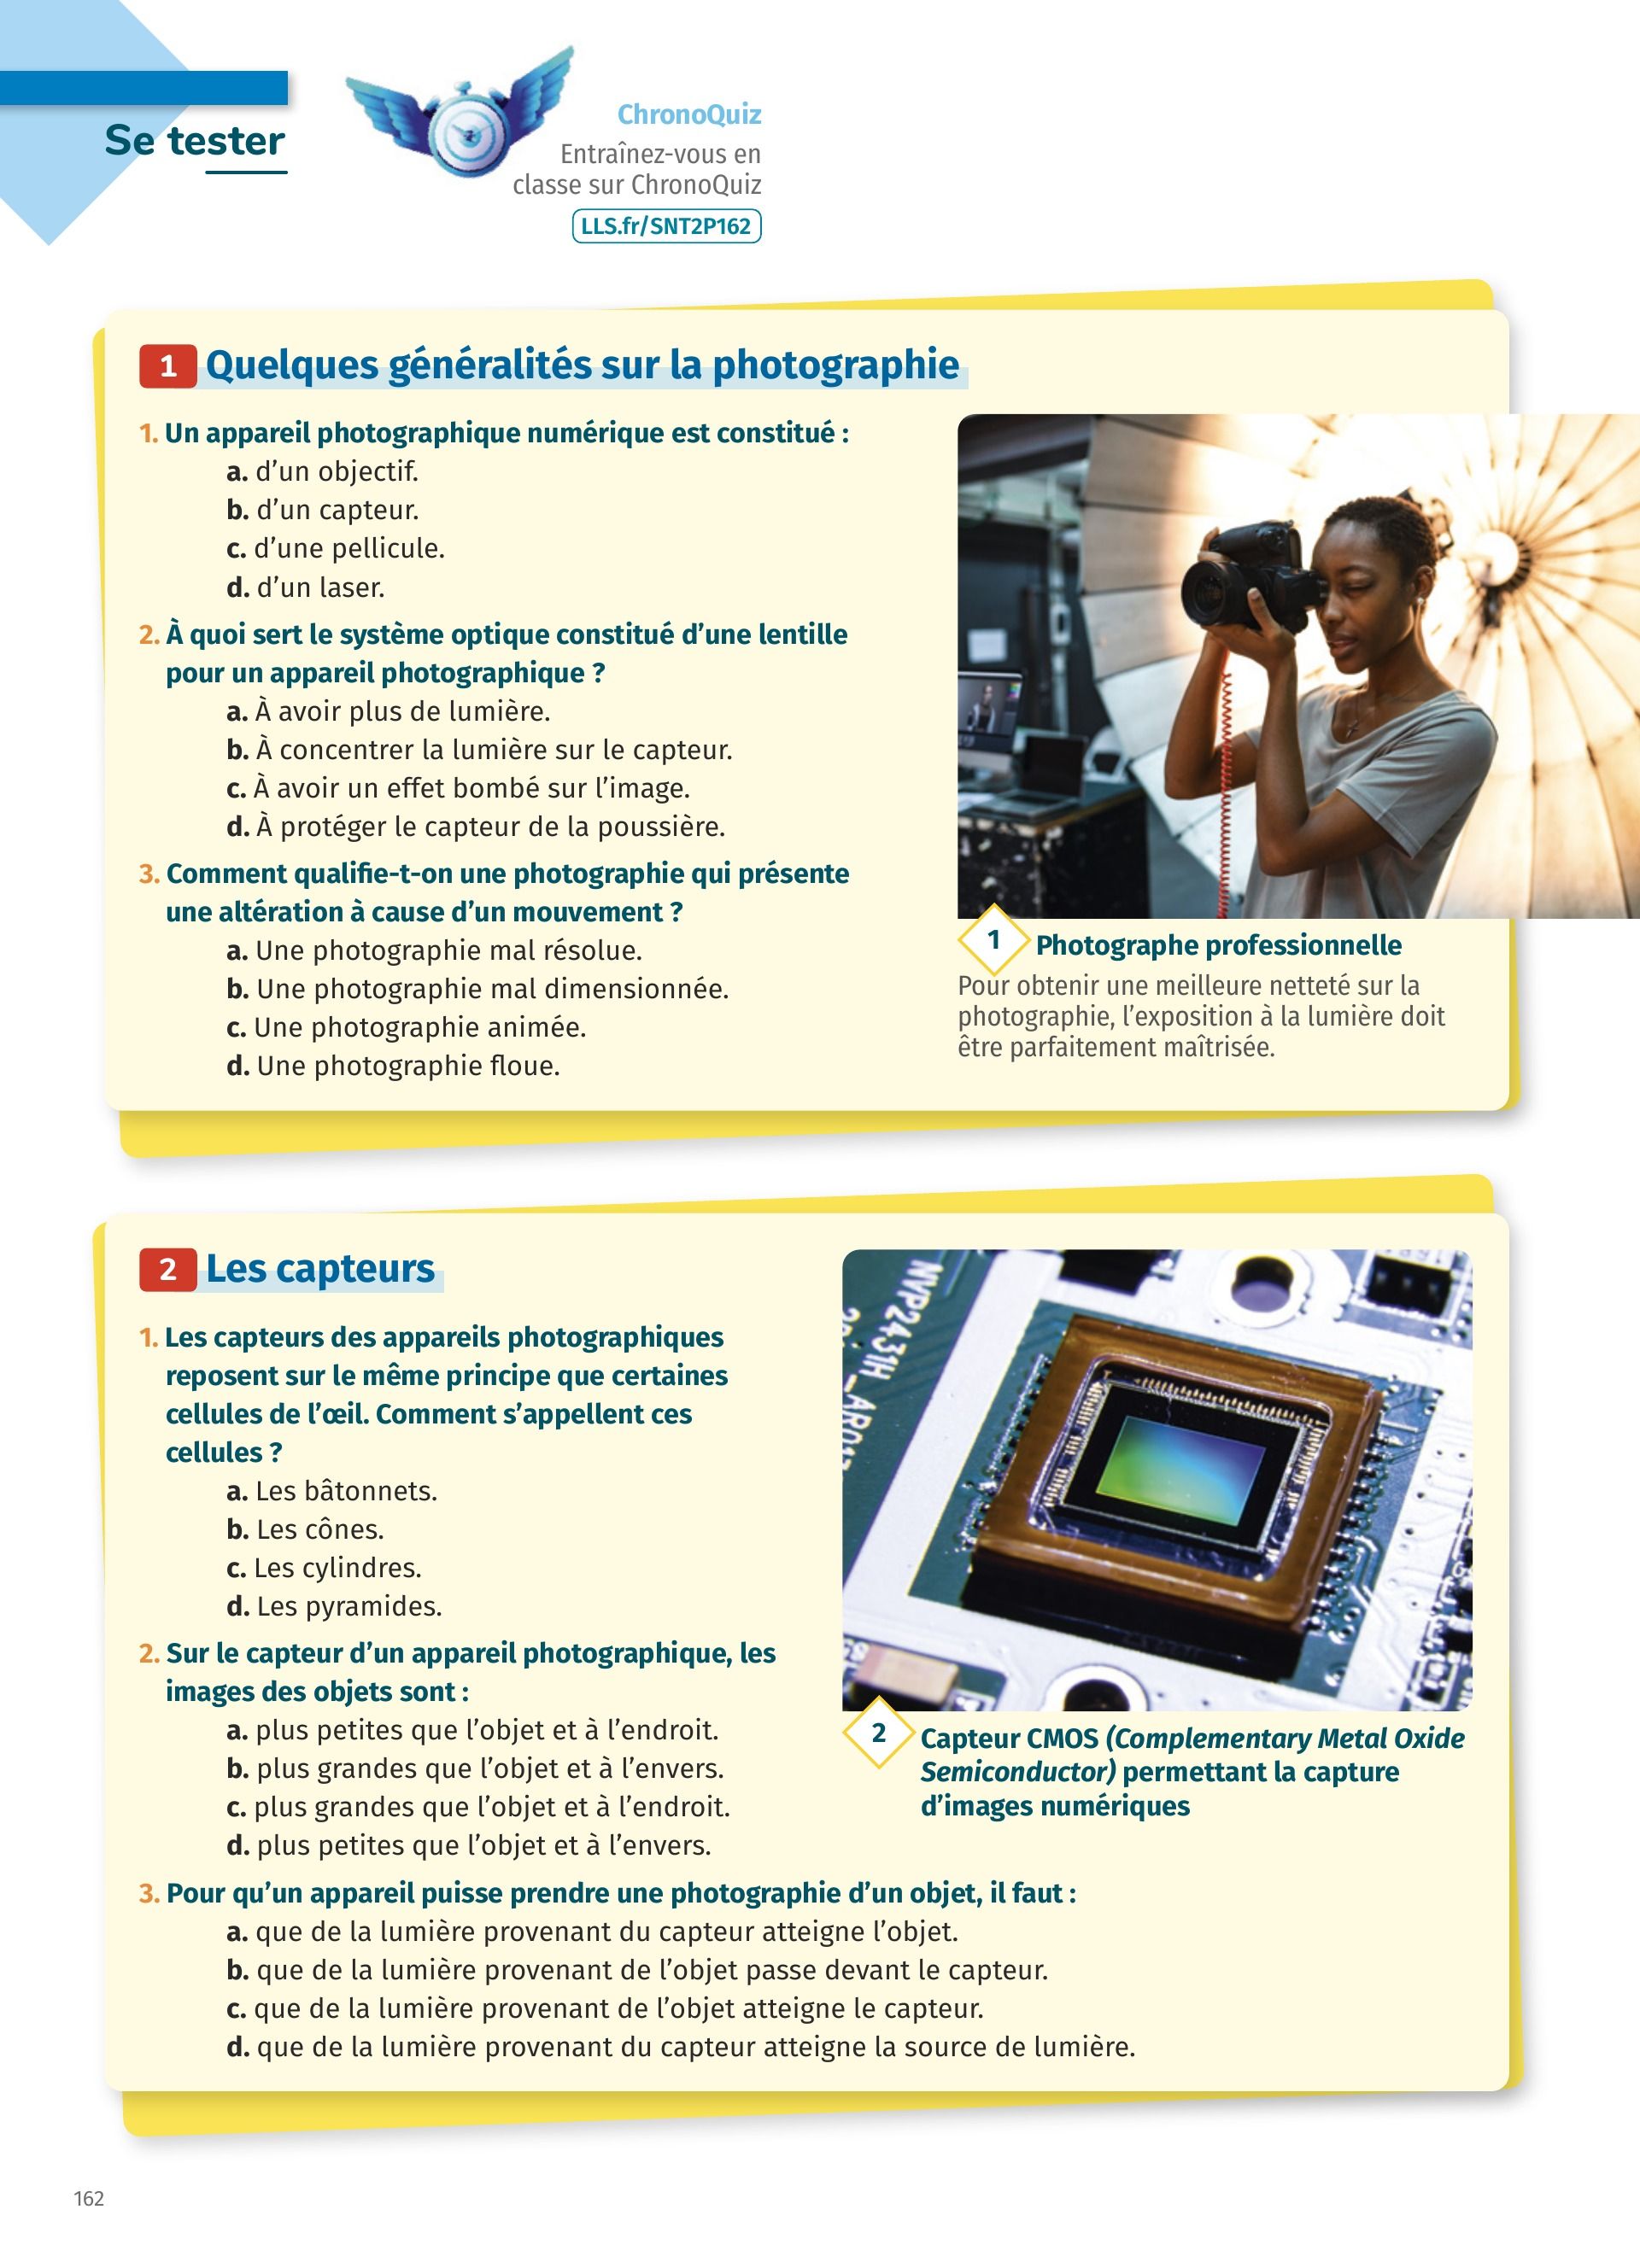 Se tester
ChronoQuiz
Entraînez-vous en
classe sur ChronoQuiz
LLS.fr/SNT2P162
1 Quelques généralités sur la photographie
1. Un appareil photographique numérique est constitué :
a. d’un objectif.
b. d’un capteur.
c. d’une pellicule.
d. d’un laser.
2. À quoi sert le système optique constitué d’une lentille
pour un appareil photographique ?
a. À avoir plus de lumière.
b. À concentrer la lumière sur le capteur.
c. À avoir un effet bombé sur l’image.
d. À protéger le capteur de la poussière.
3. Comment qualifie-t-on une photographie qui présente
une altération à cause d’un mouvement ?
a. Une photographie mal résolue.
b. Une photographie mal dimensionnée.
c. Une photographie animée.
d. Une photographie floue.
1 Photographe professionnelle
Pour obtenir une meilleure netteté sur la
photographie, l’exposition à la lumière doit
être parfaitement maîtrisée.
2 Les capteurs
1. Les capteurs des appareils photographiques
reposent sur le même principe que certaines
cellules de l’œil. Comment s’appellent ces
cellules ?
a. Les bâtonnets.
b. Les cônes.
c. Les cylindres.
d. Les pyramides.
2. Sur le capteur d’un appareil photographique, les
images des objets sont :
a. plus petites que l’objet et à l’endroit.
b. plus grandes que l’objet et à l’envers.
c. plus grandes que l’objet et à l’endroit.
d. plus petites que l’objet et à l’envers.
NVP2431H_AR013
2 Capteur CMOS (Complementary Metal Oxide
Semiconductor) permettant la capture
d’images numériques
3. Pour qu’un appareil puisse prendre une photographie d’un objet, il faut :
a. que de la lumière provenant du capteur atteigne l’objet.
b. que de la lumière provenant de l’objet passe devant le capteur.
c. que de la lumière provenant de l’objet atteigne le capteur.
d. que de la lumière provenant du capteur atteigne la source de lumière.
162